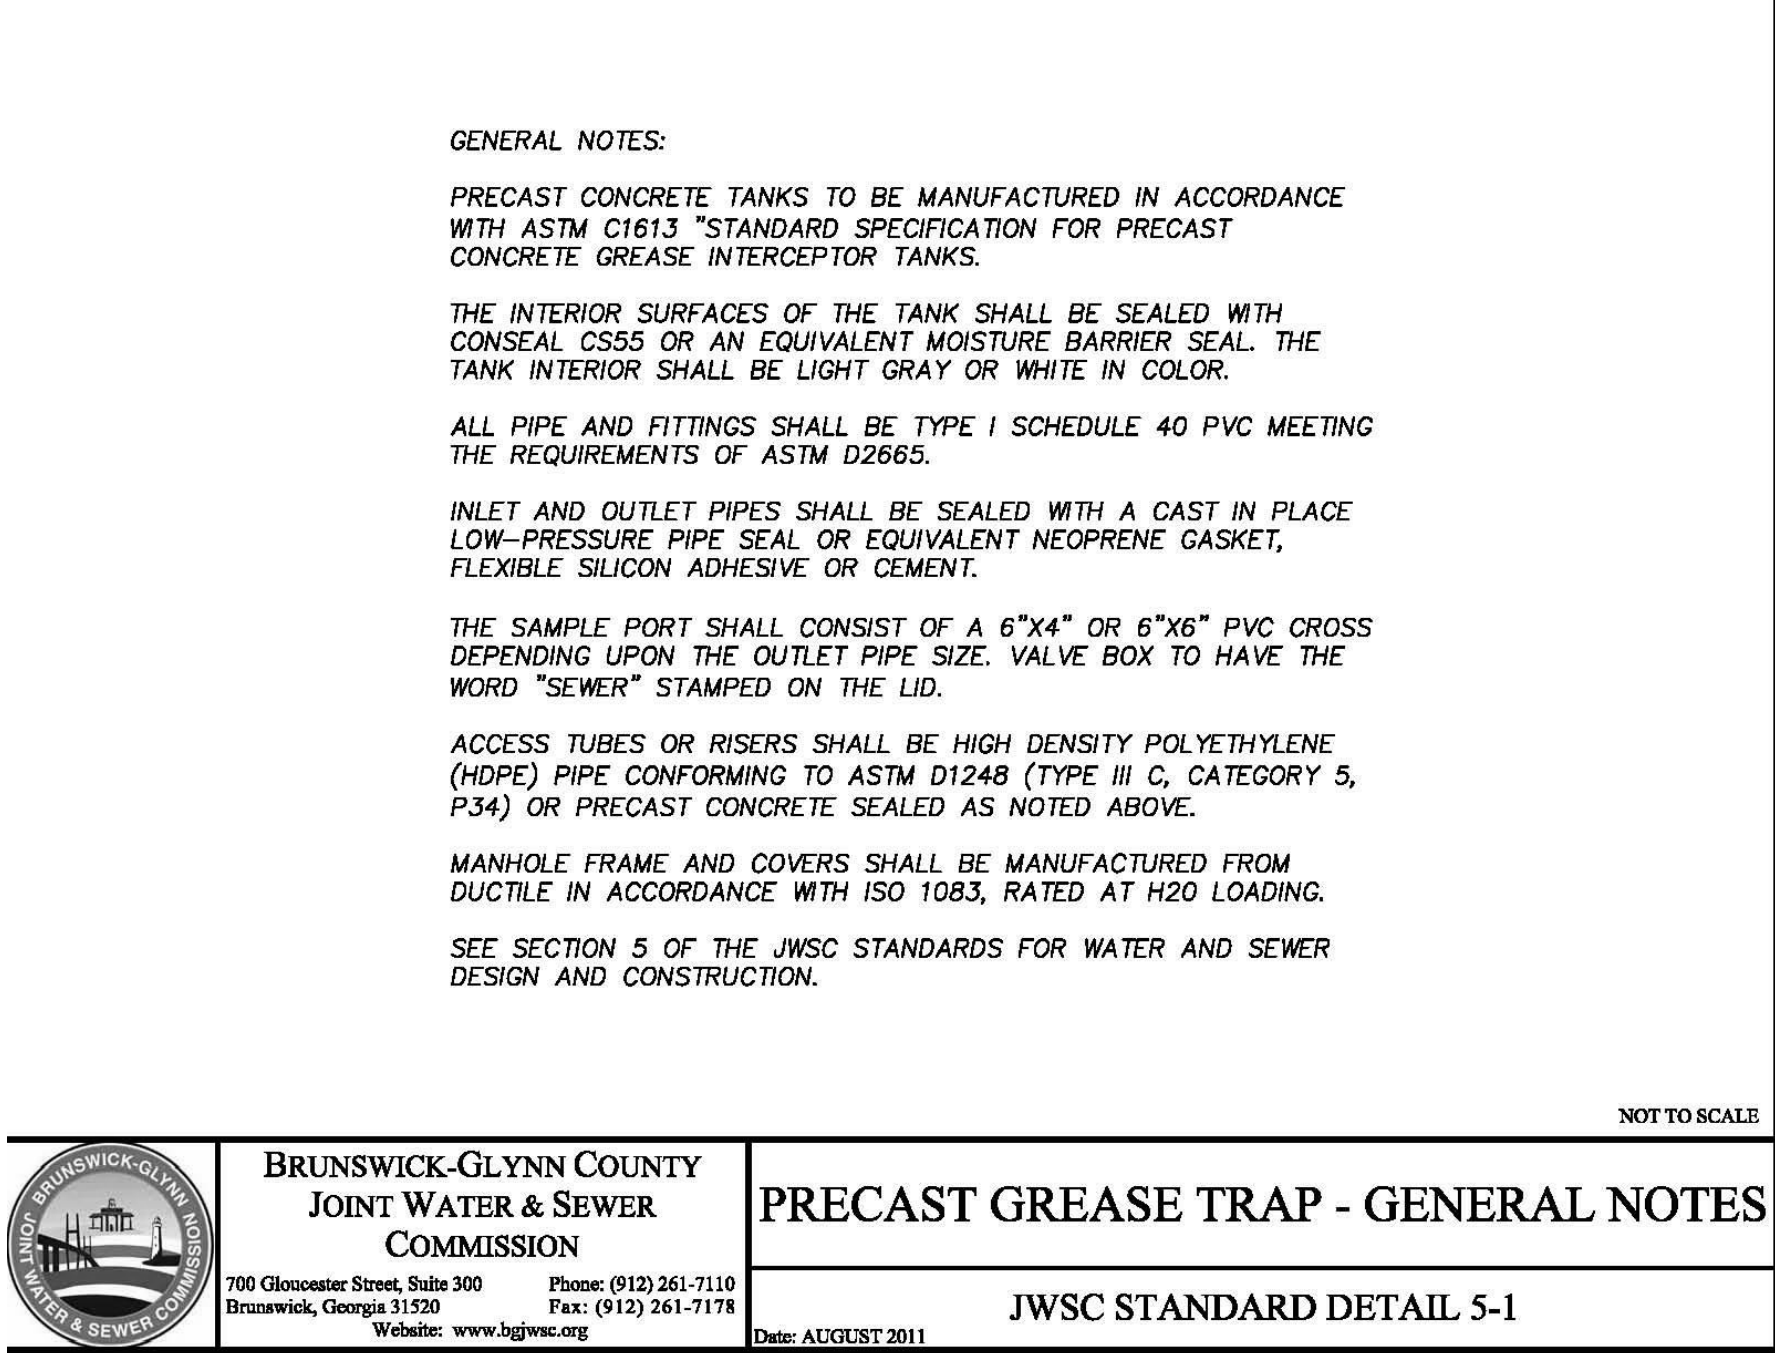 GENERAL NOTES:
PRECAST CONCRETE TANKS TO BE MANUFACTURED IN ACCORDANCE
WITH ASTM C1613 "STANDARD SPECIFICATION FOR PRECAST
CONCRETE GREASE INTERCEPTOR TANKS.
THE INTERIOR SURFACES OF THE TANK SHALL BE SEALED WITH
CONSEAL CS55 OR AN EQUIVALENT MOISTURE BARRIER SEAL. THE
TANK INTERIOR SHALL BE LIGHT GRAY OR WHITE IN COLOR.
ALL PIPE AND FITTINGS SHALL BE TYPE I SCHEDULE 40 PVC MEETING
THE REQUIREMENTS OF ASTM D2665.
INLET AND OUTLET PIPES SHALL BE SEALED WITH A CAST IN PLACE
LOW-PRESSURE PIPE SEAL OR EQUIVALENT NEOPRENE GASKET,
FLEXIBLE SILICON ADHESIVE OR CEMENT.
THE SAMPLE PORT SHALL CONSIST OF A 6"X4" OR 6"X6" PVC CROSS
DEPENDING UPON THE OUTLET PIPE SIZE. VALVE BOX TO HAVE THE
WORD "SEWER" STAMPED ON THE LID.
ACCESS TUBES OR RISERS SHALL BE HIGH DENSITY POLYETHYLENE
(HDPE) PIPE CONFORMING TO ASTM D1248 (TYPE III C, CATEGORY 5,
P34) OR PRECAST CONCRETE SEALED AS NOTED ABOVE.
MANHOLE FRAME AND COVERS SHALL BE MANUFACTURED FROM
DUCTILE IN ACCORDANCE WITH ISO 1083, RATED AT H20 LOADING.
SEE SECTION 5 OF THE JWSC STANDARDS FOR WATER AND SEWER
DESIGN AND CONSTRUCTION.
NOT TO SCALE
BRUNSWICK-GLYNN JOINT WATER & SEWER COMMISSION
BRUNSWICK-GLYNN COUNTY
JOINT WATER & SEWER
COMMISSION
700 Gloucester Street, Suite 300 Phone: (912) 261-7110
Brunswick, Georgia 31520 Fax: (912) 261-7178
Website: www.bgjwsc.org
PRECAST GREASE TRAP - GENERAL NOTES
JWSC STANDARD DETAIL 5-1
Date: AUGUST 2011